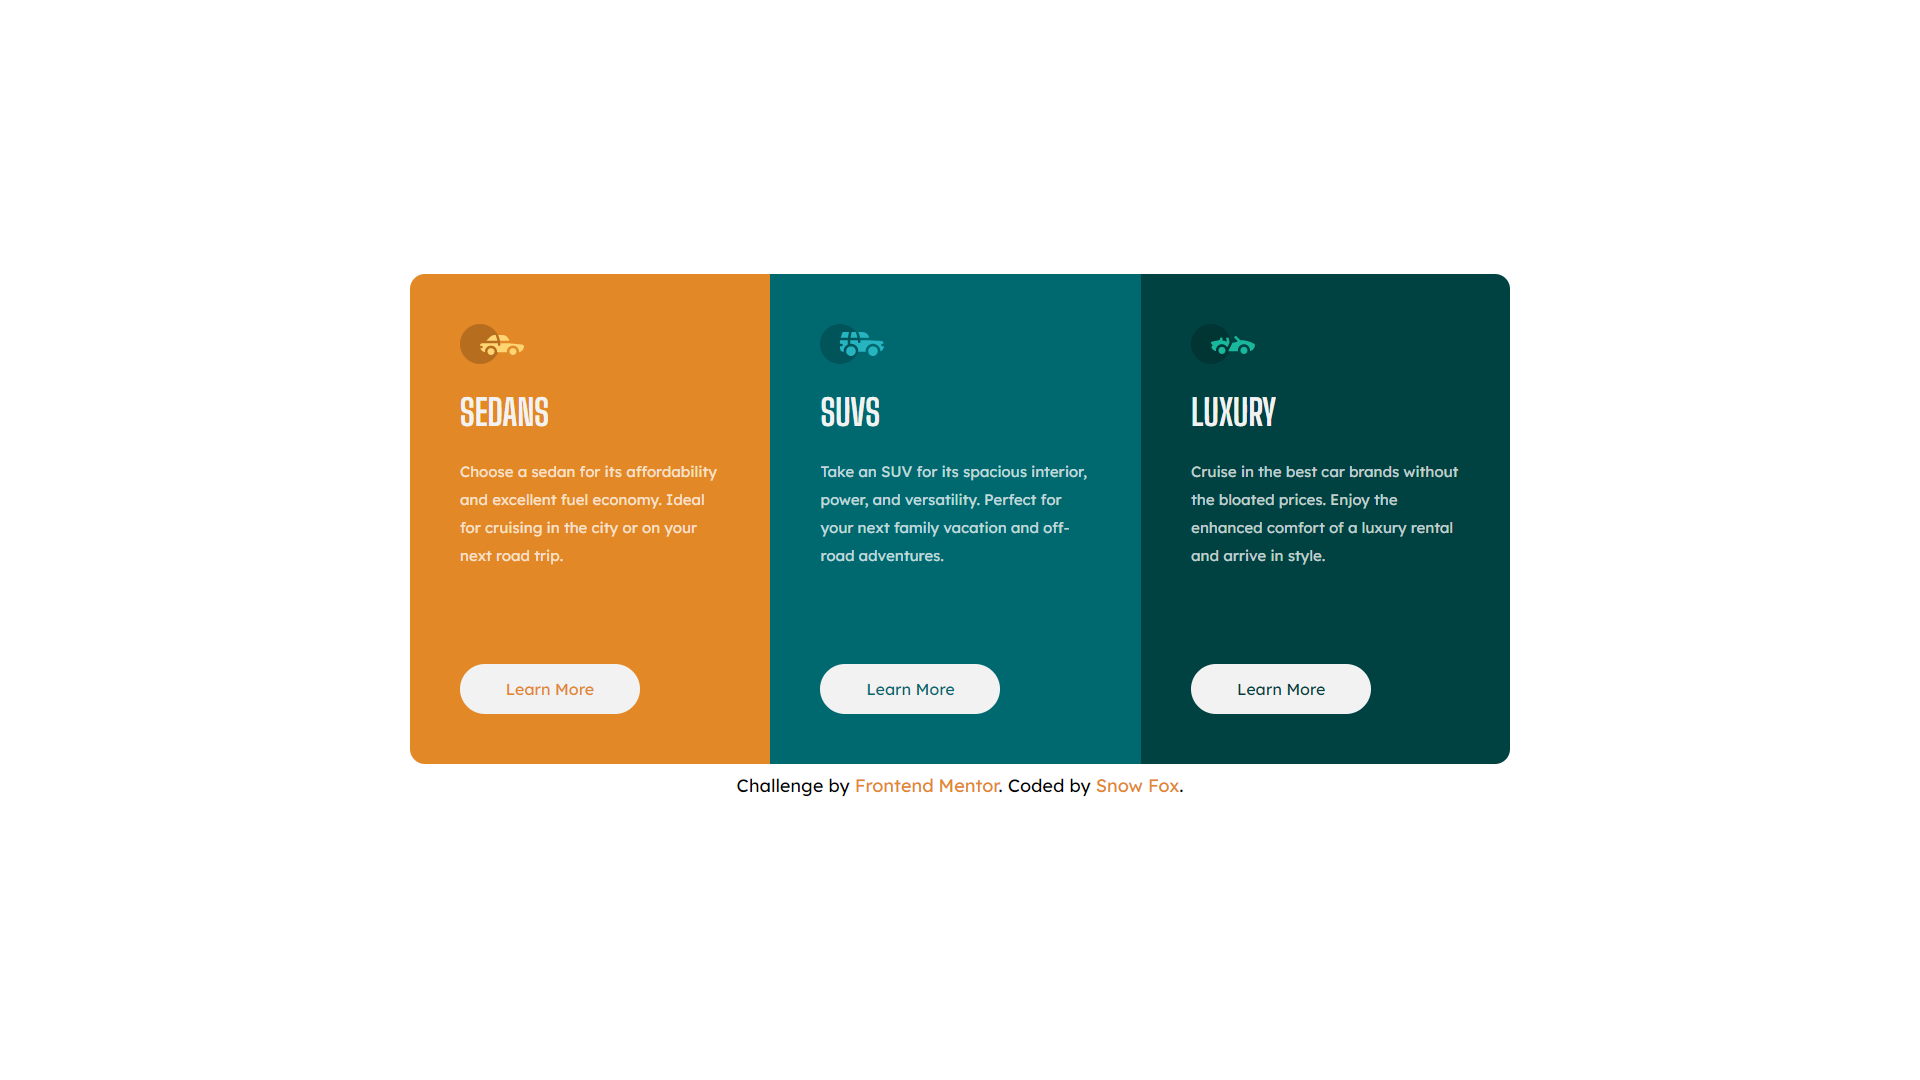 SEDANS
Choose a sedan for its affordability
and excellent fuel economy. Ideal
for cruising in the city or on your
next road trip.
Learn More
SUVS
Take an SUV for its spacious interior,
power, and versatility. Perfect for
your next family vacation and off-
road adventures.
Learn More
LUXURY
Cruise in the best car brands without
the bloated prices. Enjoy the
enhanced comfort of a luxury rental
and arrive in style.
Learn More
Challenge by Frontend Mentor. Coded by Snow Fox.